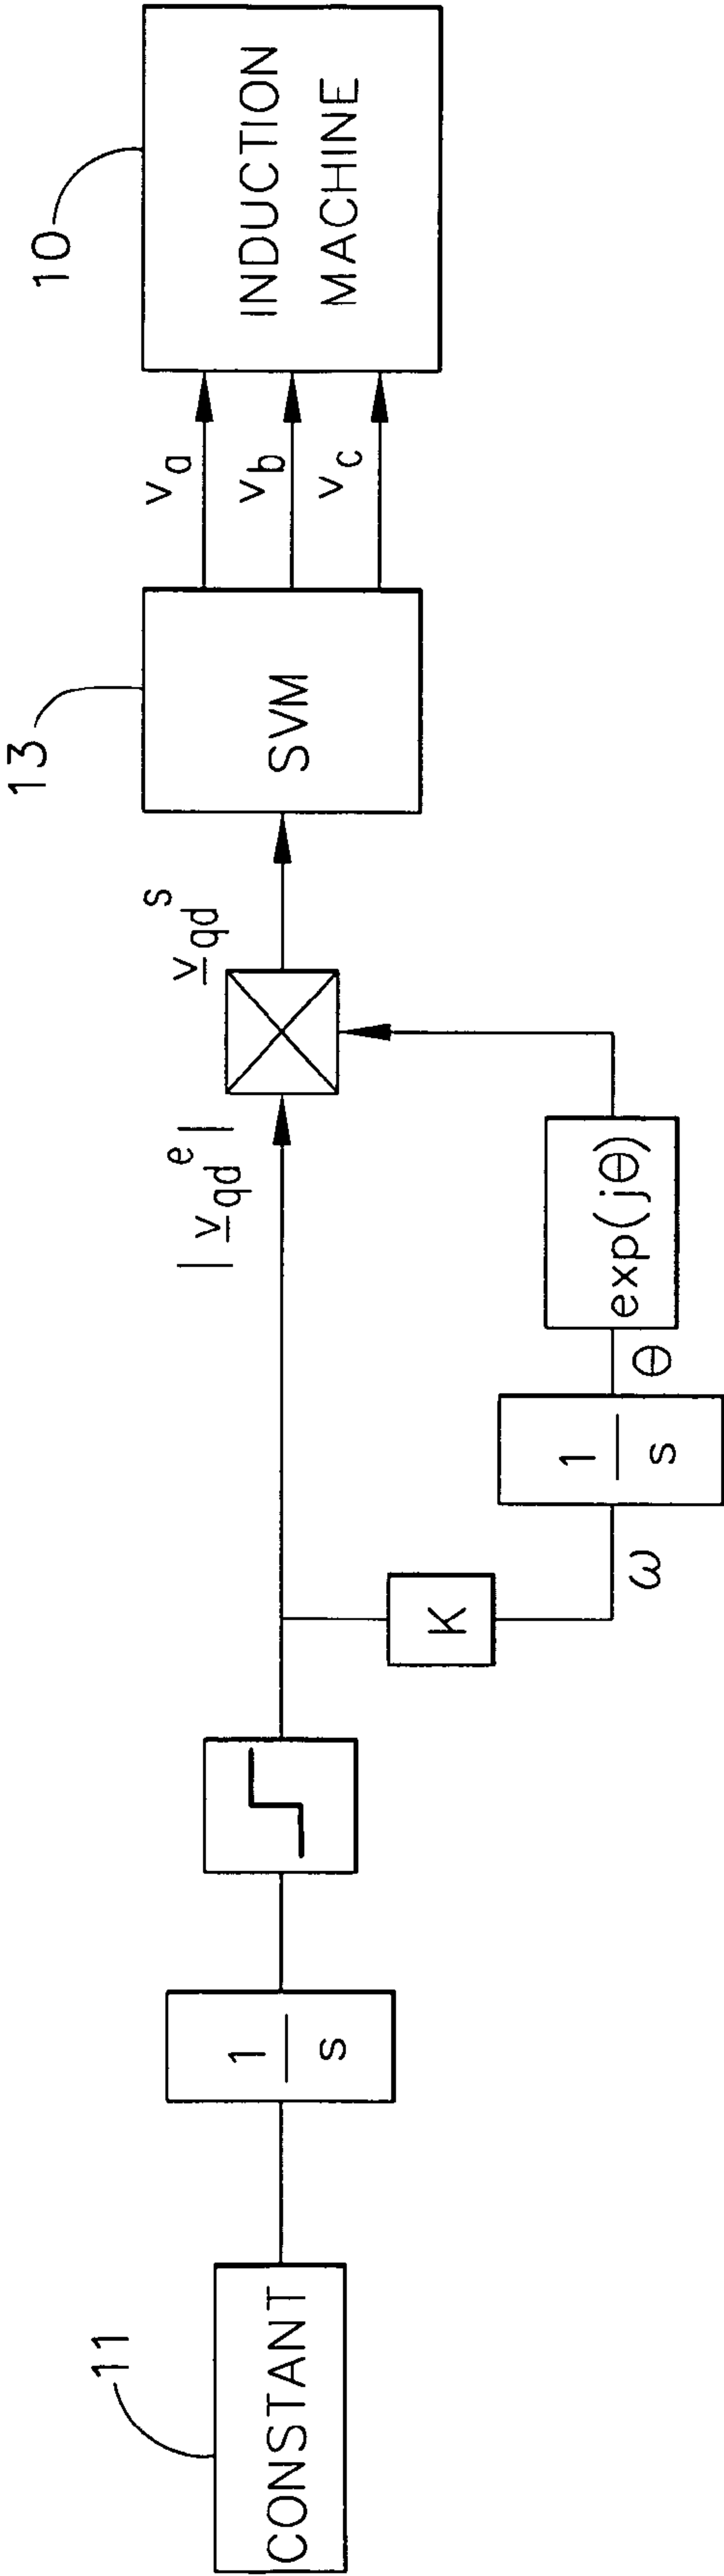 11
CONSTANT
1
s
K
ω
1
s
θ
exp(jθ)
|v_qd^e|
v_qd^s
13
SVM
v_a
v_b
v_c
10
INDUCTION
MACHINE